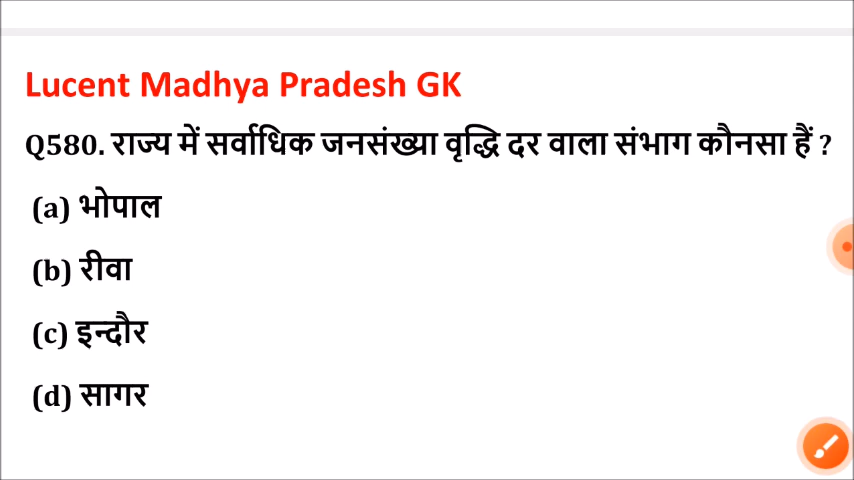 Lucent Madhya Pradesh GK
Q580. राज्य में सर्वाधिक जनसंख्या वृद्धि दर वाला संभाग कौनसा हैं ?
(a) भोपाल
(b) रीवा
(c) इन्दौर
(d) सागर